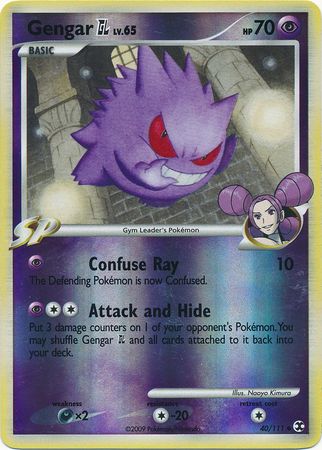 Gengar GL LV.65 HP 70
BASIC
SP
Gym Leader's Pokémon
Confuse Ray 10
The Defending Pokémon is now Confused.
Attack and Hide
Put 3 damage counters on 1 of your opponent's Pokémon. You
may shuffle Gengar GL and all cards attached to it back into
your deck.
weakness resistance retreat cost
×2 -20
Illus. Naoyo Kimura
©2009 Pokémon/Nintendo 40/111